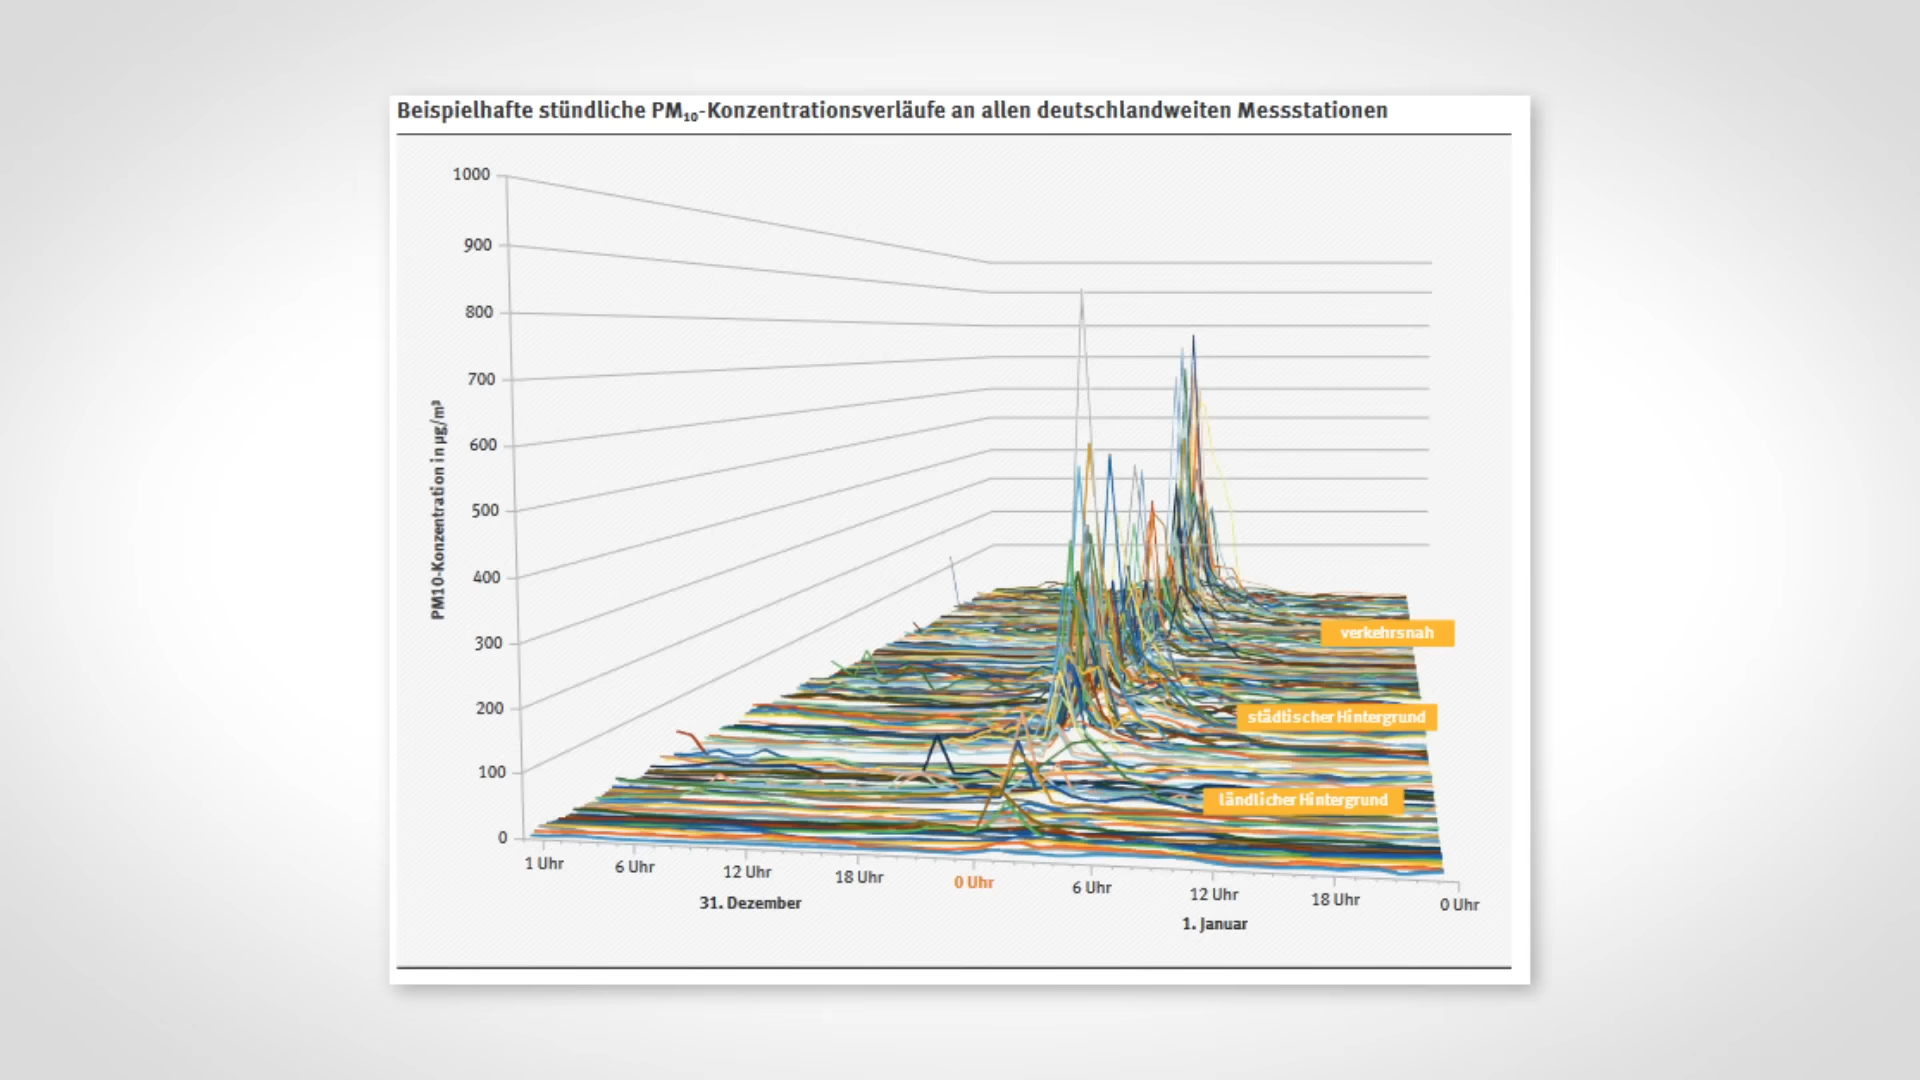 Beispielhafte stündliche PM₁₀-Konzentrationsverläufe an allen deutschlandweiten Messstationen
1000
900
800
700
600
500
400
300
200
100
0
PM10-Konzentration in µg/m³
verkehrsnah
städtischer Hintergrund
ländlicher Hintergrund
1 Uhr
6 Uhr
12 Uhr
18 Uhr
0 Uhr
6 Uhr
12 Uhr
18 Uhr
0 Uhr
31. Dezember
1. Januar